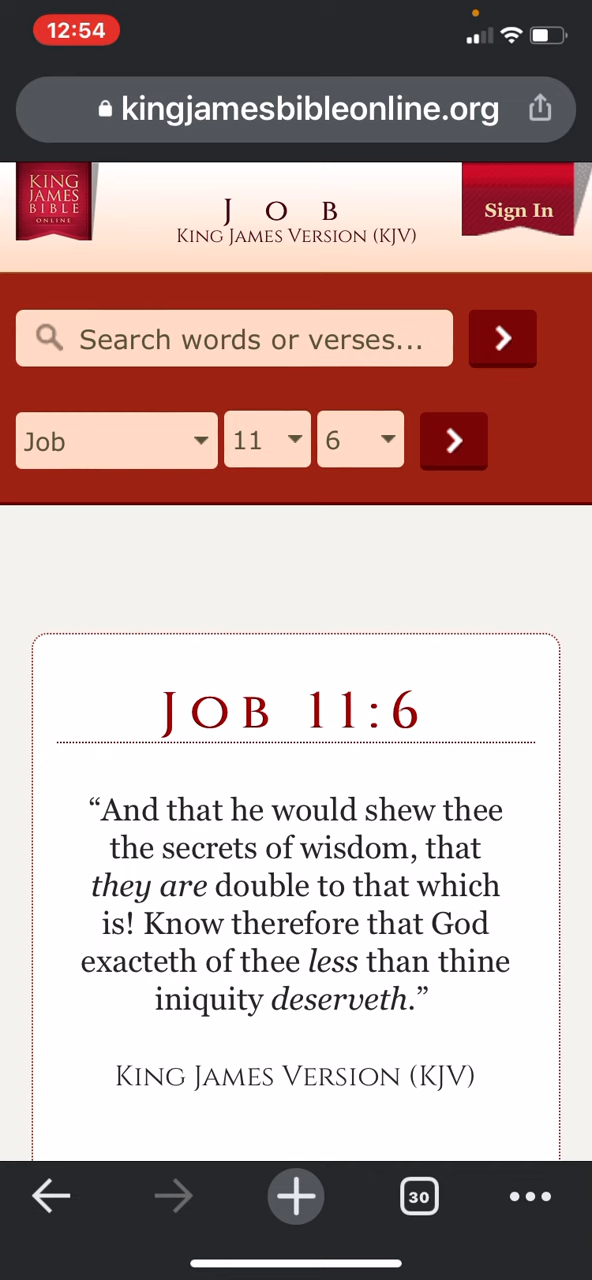 12:54
kingjamesbibleonline.org
KING
JAMES
BIBLE
ONLINE
JOB
KING JAMES VERSION (KJV)
Sign In
Search words or verses...
Job 11 6
JOB 11:6
“And that he would shew thee
the secrets of wisdom, that
they are double to that which
is! Know therefore that God
exacteth of thee less than thine
iniquity deserveth.”
KING JAMES VERSION (KJV)
30